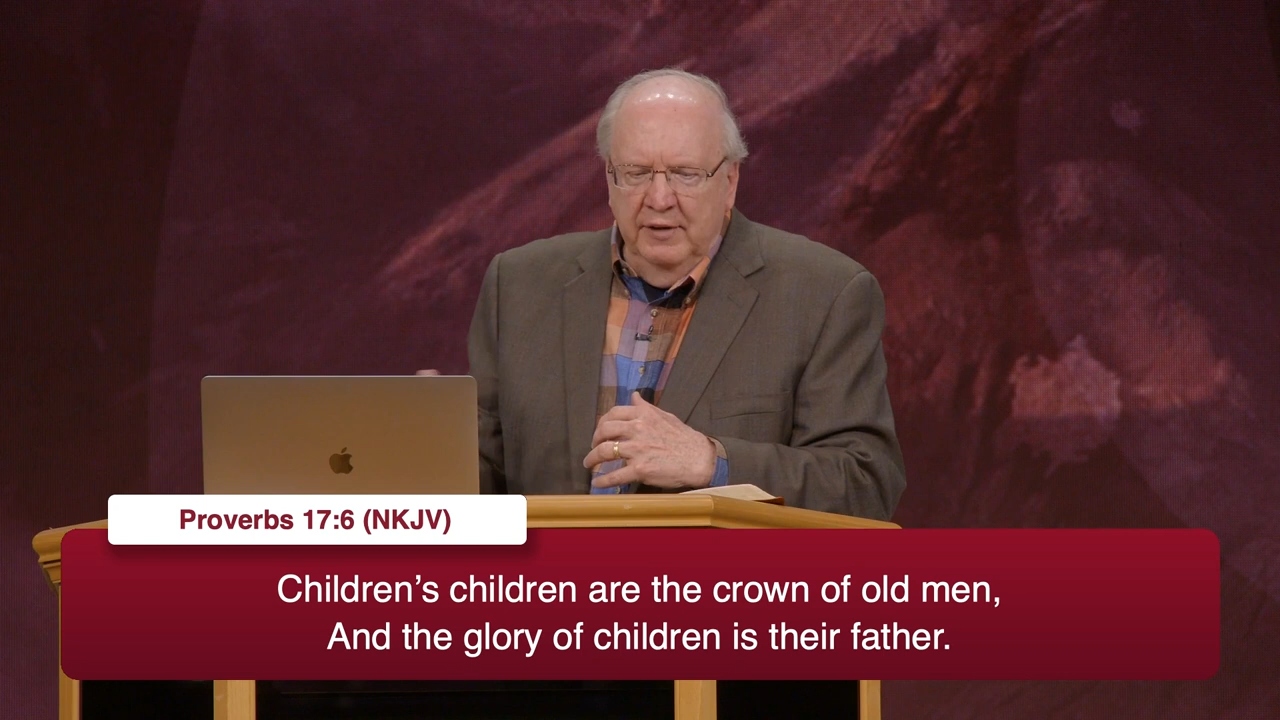 Proverbs 17:6 (NKJV)
Children’s children are the crown of old men,
And the glory of children is their father.